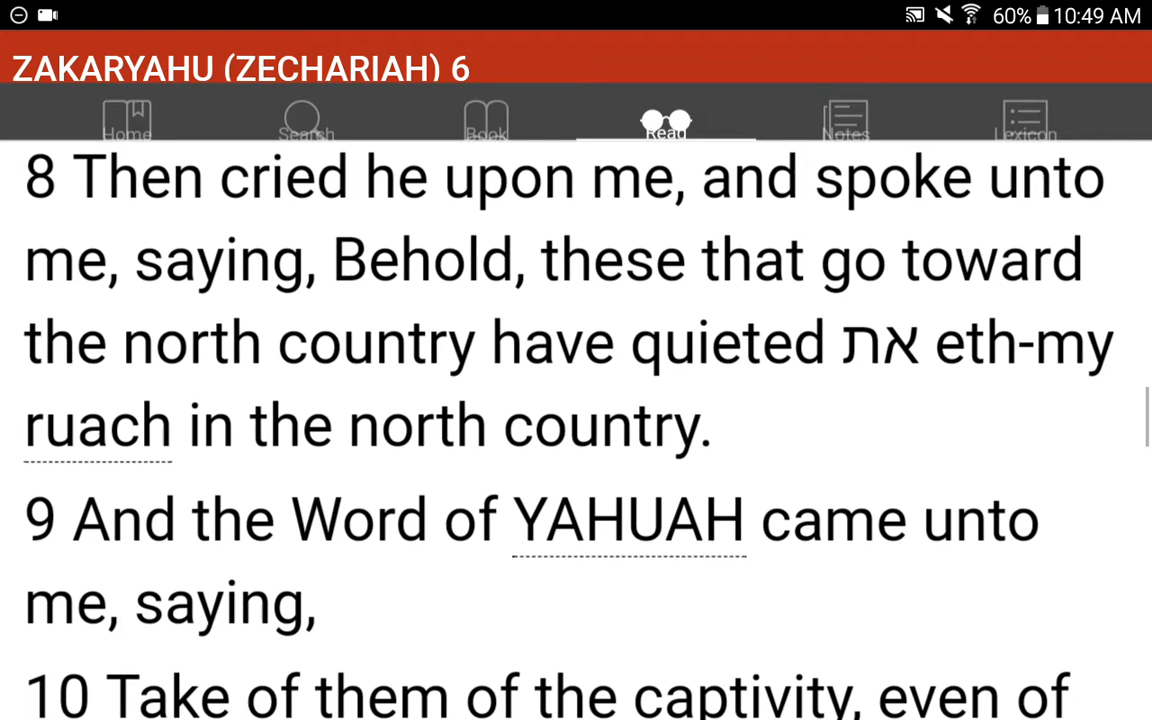 60% 10:49 AM
ZAKARYAHU (ZECHARIAH) 6
Home Search Book Read Notes Lexicon
8 Then cried he upon me, and spoke unto
me, saying, Behold, these that go toward
the north country have quieted את eth-my
ruach in the north country.
9 And the Word of YAHUAH came unto
me, saying,
10 Take of them of the captivity, even of